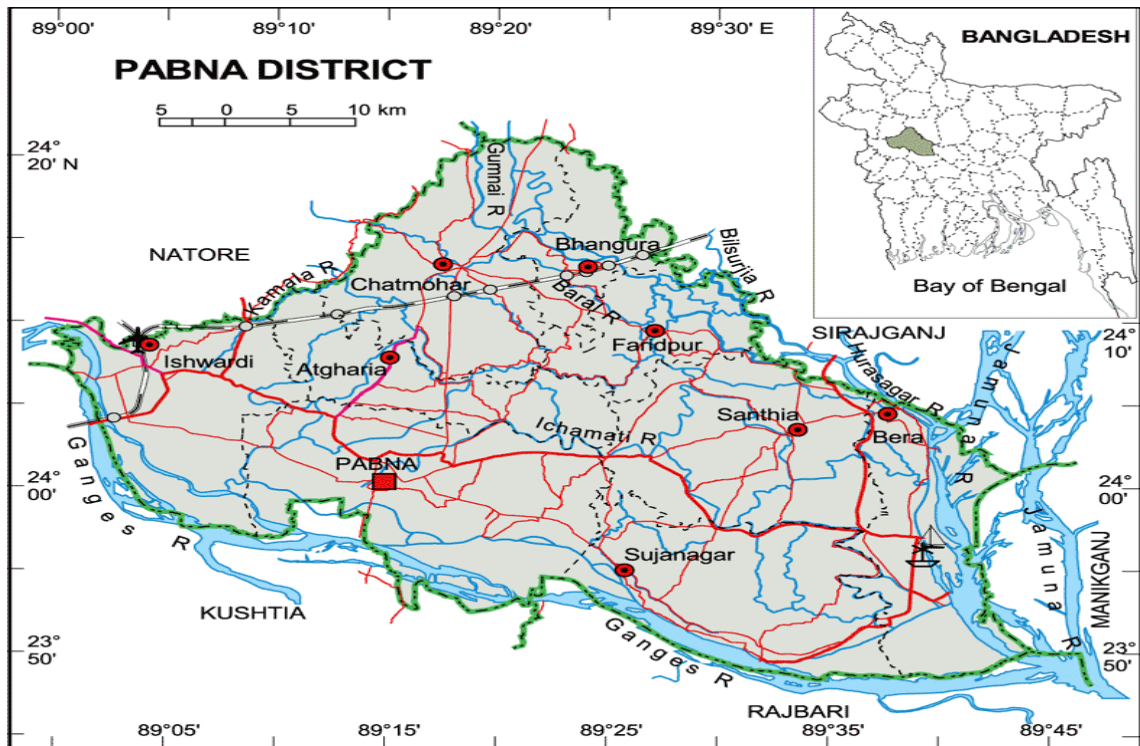 89°00' 89°10' 89°20' 89°30' E
PABNA DISTRICT
5 0 5 10 km
BANGLADESH
Bay of Bengal
24°
20' N
Gumnai R
NATORE
Kamala R
Bhangura
Bilsurjia R
Chatmohar
Baral R
SIRAJGANJ
24°
10'
Ishwardi
Atgharia
Faridpur
Hurasagar R
Jamuna R
Santhia
Bera
Ichamati R
Ganges R
PABNA
24°
00'
24°
00'
Jamuna R
MANIKGANJ
Sujanagar
KUSHTIA
Ganges R
23°
50'
23°
50'
RAJBARI
89°05' 89°15' 89°25' 89°35' 89°45'